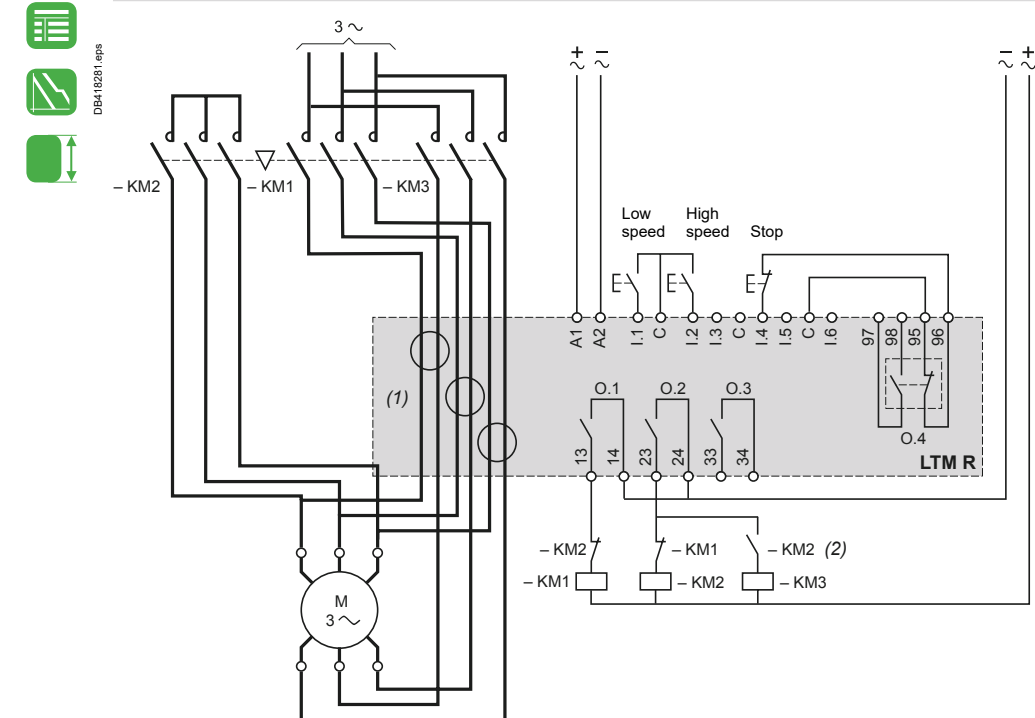 DB418281.eps
3
+ –
– +
– KM2
– KM1
– KM3
Low speed
High speed
Stop
A1
A2
I.1
C
I.2
I.3
C
I.4
I.5
C
I.6
97
98
95
96
(1)
O.1
O.2
O.3
O.4
13
14
23
24
33
34
LTM R
– KM2
– KM1
– KM2 (2)
– KM1
– KM2
– KM3
M
3